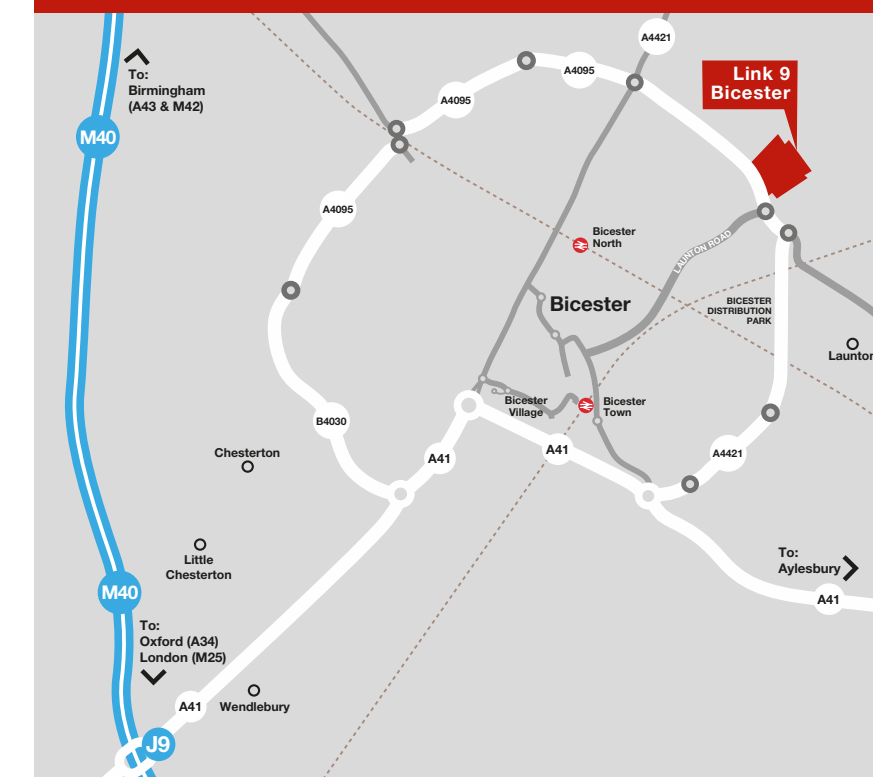 A4421
To:
Birmingham
(A43 & M42)
M40
A4095
A4095
Link 9
Bicester
A4095
Bicester
North
LAUNTON ROAD
Bicester
BICESTER
DISTRIBUTION
PARK
Launton
Bicester
Village
Bicester
Town
B4030
A41
A41
A4421
Chesterton
Little
Chesterton
To:
Aylesbury
M40
A41
To:
Oxford (A34)
London (M25)
A41
Wendlebury
J9